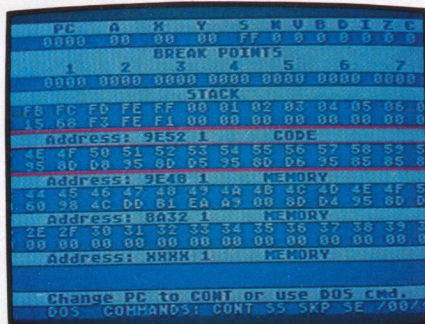 PC A X Y S N V B D I Z C
0000 00 00 00 FF 0 0 0 0 0 0 0
BREAK POINTS
1 2 3 4 5 6 7
0000 0000 0000 0000 0000 0000 0000
STACK
FB FC FD FE FF 00 01 02 03 04 05 06
15 68 F3 FE F1 00 00 00 00 00 00 00
Address: 9E52 1 CODE
4E 4F 50 51 52 53 54 55 56 57 58 59
95 8D D8 95 8D D5 95 8D D6 95 85
Address: 9E48 1 MEMORY
44 45 46 47 48 49 4A 4B 4C 4D 4E 4F
60 98 4C DD B1 EA A9 00 8D D4 95 8D
Address: 8A32 1 MEMORY
2E 2F 30 31 32 33 34 35 36 37 38 39
00 00 00 00 00 00 00 00 00 00 00 00
Address: XXXX 1 MEMORY
Change PC to CONT or use DOS cmd.
DOS COMMANDS: CONT SS SKP SE /00/